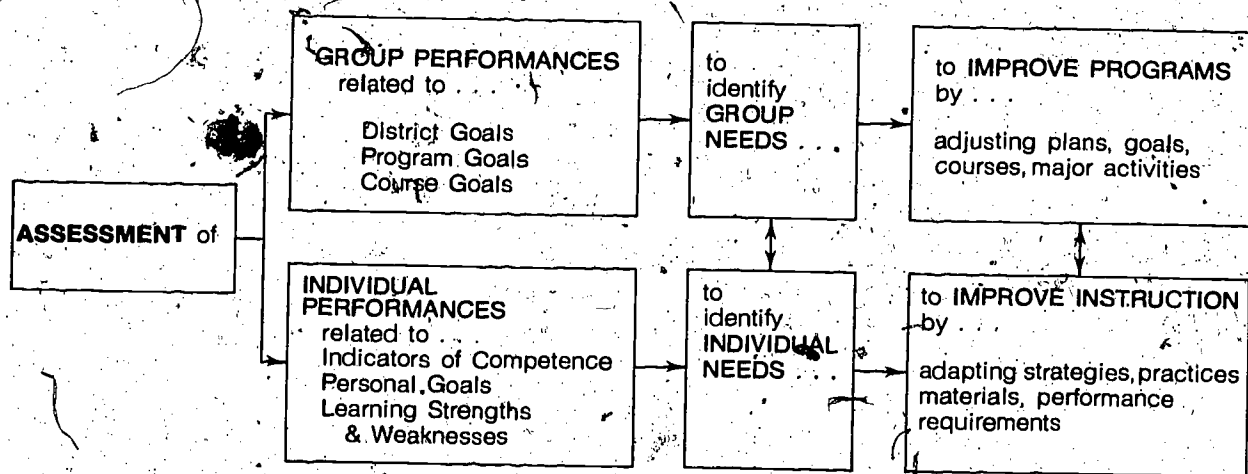 ASSESSMENT of
GROUP PERFORMANCES
related to . . .
District Goals
Program Goals
Course Goals
to
identify
GROUP
NEEDS . . .
to IMPROVE PROGRAMS
by . . .
adjusting plans, goals,
courses, major activities
INDIVIDUAL
PERFORMANCES
related to . . .
Indicators of Competence
Personal Goals
Learning Strengths
& Weaknesses
to
identify
INDIVIDUAL
NEEDS . . .
to IMPROVE INSTRUCTION
by . . .
adapting strategies, practices
materials, performance
requirements